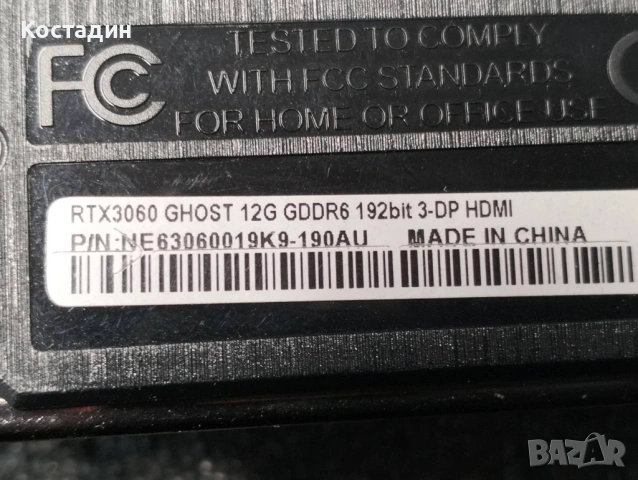 Костадин
FC
TESTED TO COMPLY
WITH FCC STANDARDS
FOR HOME OR OFFICE USE
RTX3060 GHOST 12G GDDR6 192bit 3-DP HDMI
P/N:NE63060019K9-190AU MADE IN CHINA
BAZAR